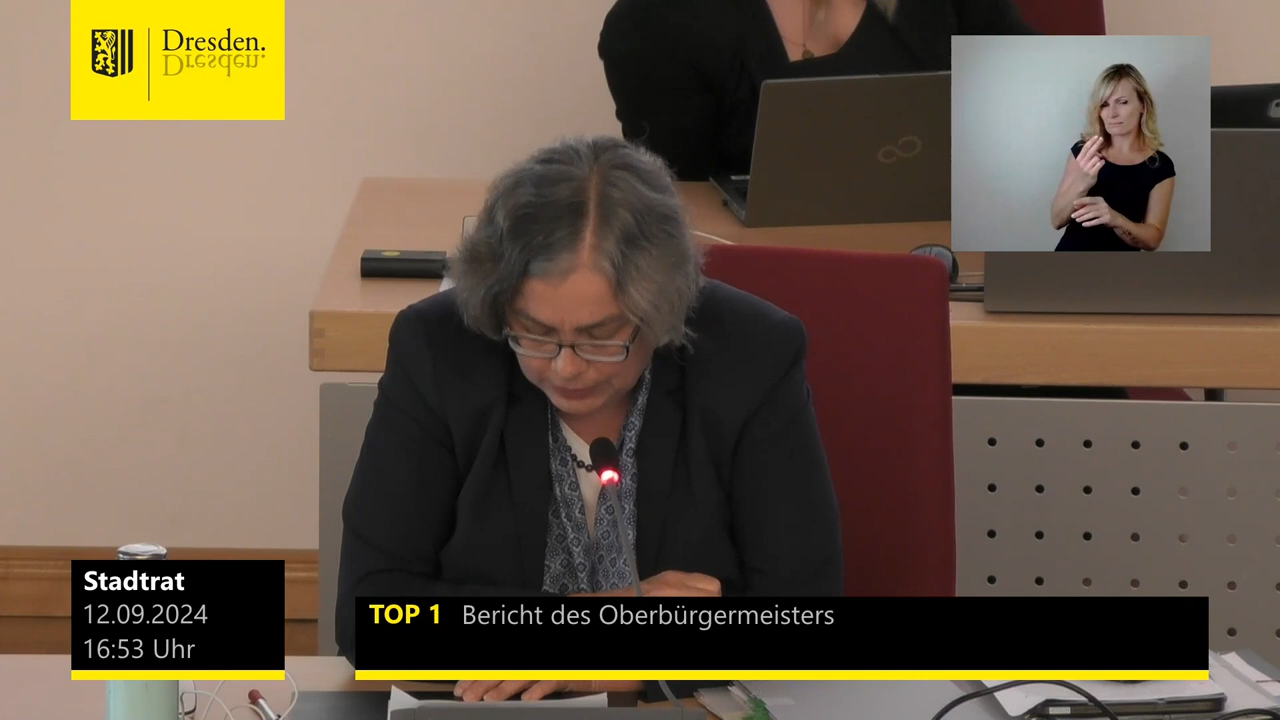 Dresden.
Dresden.
Stadtrat
12.09.2024
16:53 Uhr
TOP 1 Bericht des Oberbürgermeisters